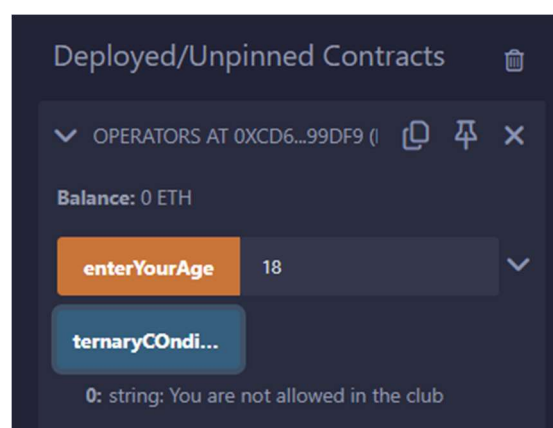 Deployed/Unpinned Contracts
OPERATORS AT 0XCD6...99DF9 (
Balance: 0 ETH
enterYourAge 18
ternaryCOndi...
0: string: You are not allowed in the club